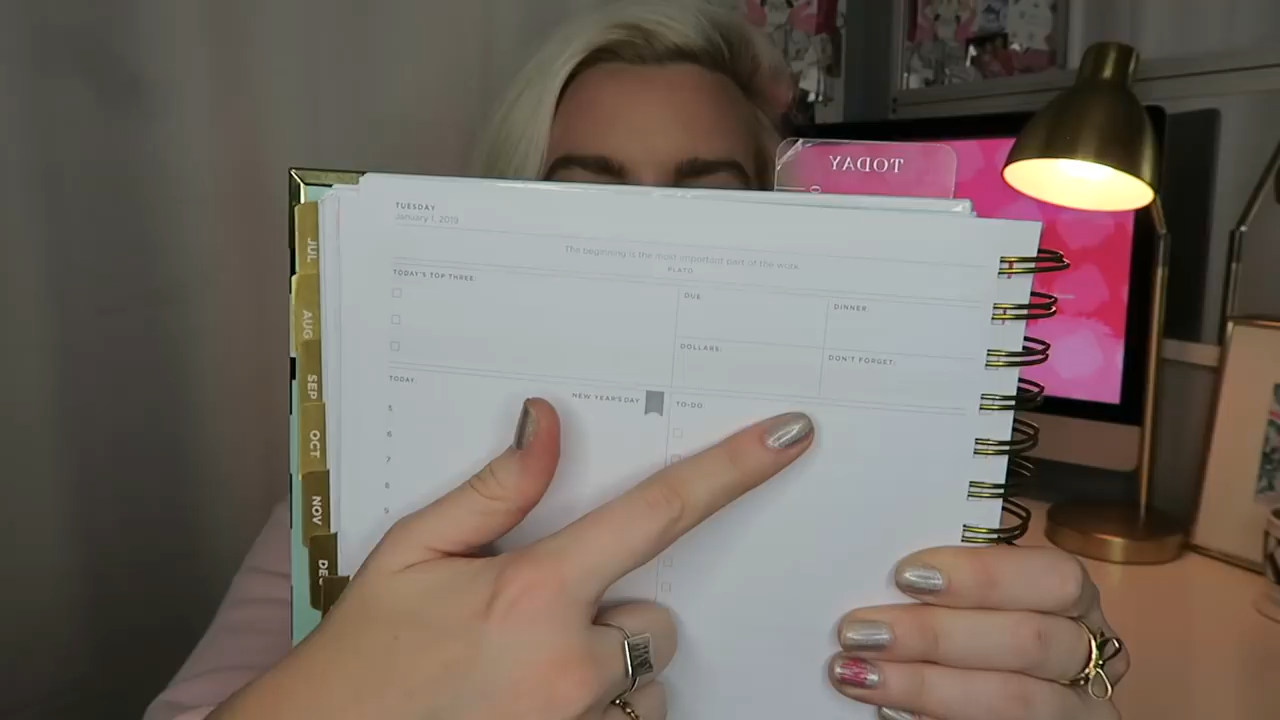 TODAY
TUESDAY
January 1, 2019
The beginning is the most important part of the work.
PLATO
TODAY'S TOP THREE:
DUE:
DINNER:
DOLLARS:
DON'T FORGET:
TODAY:
NEW YEAR'S DAY
TO-DO:
5
6
7
8
9
JUL
AUG
SEP
OCT
NOV